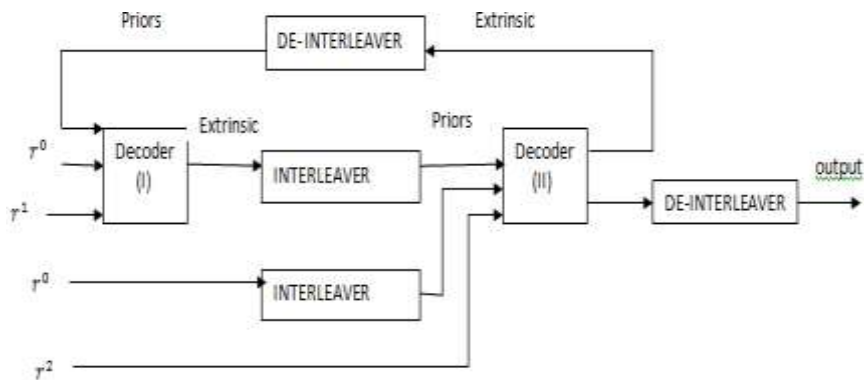 Priors
Extrinsic
DE-INTERLEAVER
Extrinsic
Priors
r⁰
Decoder
(I)
INTERLEAVER
Decoder
(II)
output
r¹
DE-INTERLEAVER
r⁰
INTERLEAVER
r²